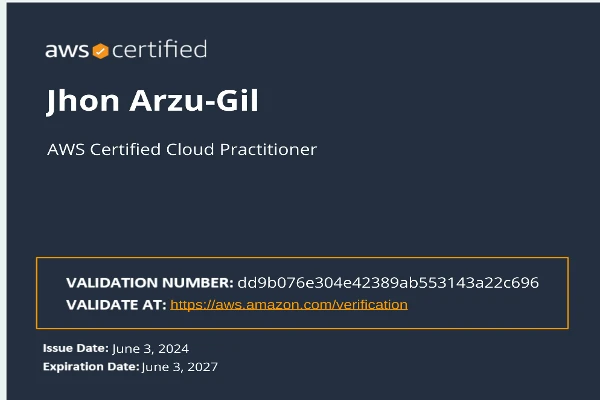 aws certified
Jhon Arzu-Gil
AWS Certified Cloud Practitioner
VALIDATION NUMBER: dd9b076e304e42389ab553143a22c696
VALIDATE AT: https://aws.amazon.com/verification
Issue Date: June 3, 2024
Expiration Date: June 3, 2027